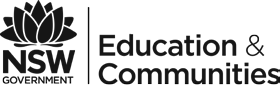 NSW
GOVERNMENT
Education &
Communities